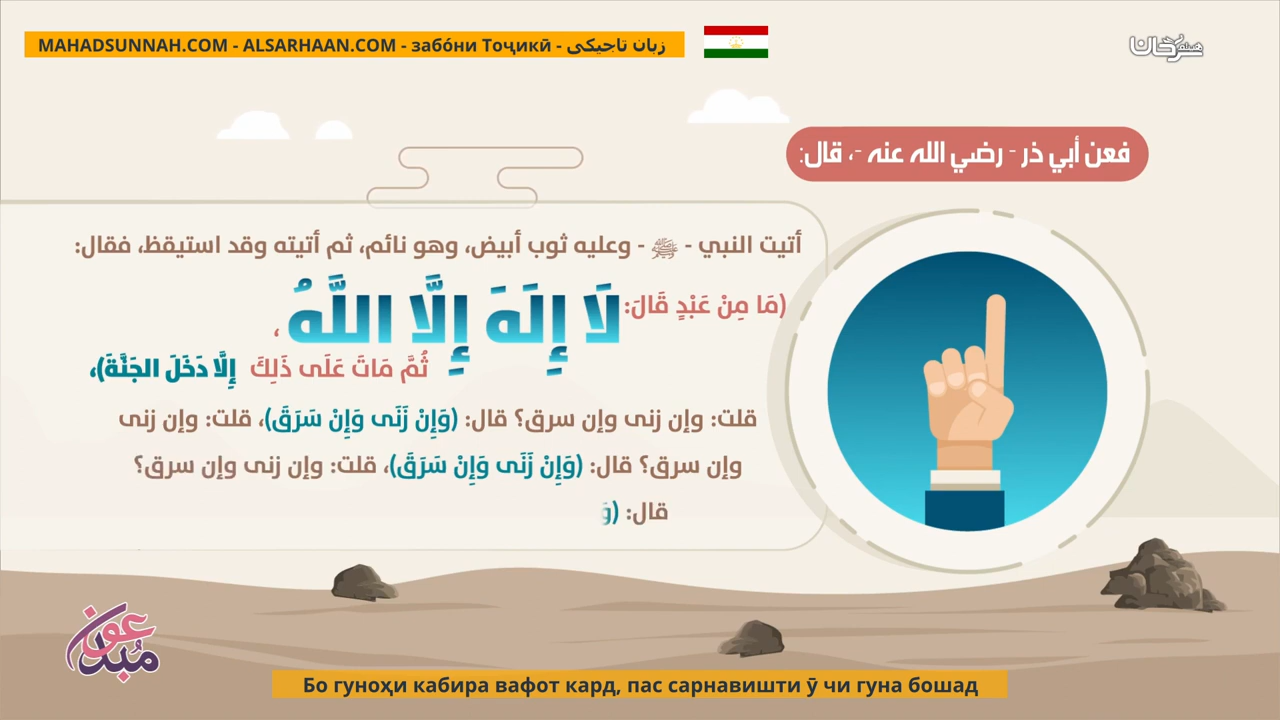 MAHADSUNNAH.COM - ALSARHAAN.COM - забо́ни Тоҷикӣ - زبان تاجیکی
فعن أبي ذر - رضي الله عنه -، قال:
أتيت النبي - ﷺ - وعليه ثوب أبيض، وهو نائم، ثم أتيته وقد استيقظ، فقال:
(مَا مِنْ عَبْدٍ قَالَ: لَا إِلَهَ إِلَّا اللَّهُ ،
ثُمَّ مَاتَ عَلَى ذَلِكَ إِلَّا دَخَلَ الجَنَّةَ)،
قلت: وإن زنى وإن سرق؟ قال: (وَإِنْ زَنَى وَإِنْ سَرَقَ)، قلت: وإن زنى
وإن سرق؟ قال: (وَإِنْ زَنَى وَإِنْ سَرَقَ)، قلت: وإن زنى وإن سرق؟
قال: (وَ
مُبدعون
Бо гуноҳи кабира вафот кард, пас сарнавишти ӯ чи гуна бошад